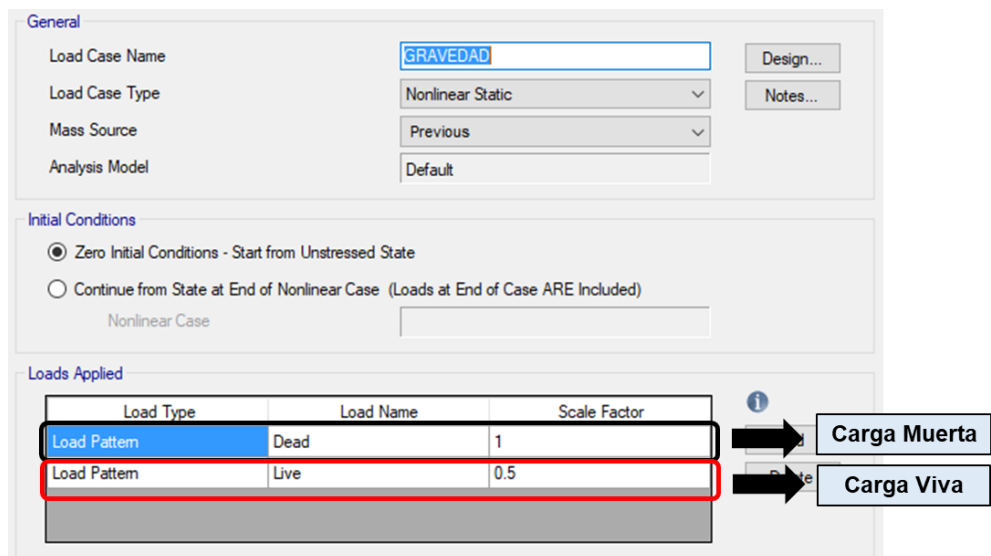 General
Load Case Name
GRAVEDAD
Design...
Load Case Type
Nonlinear Static
Notes...
Mass Source
Previous
Analysis Model
Default
Initial Conditions
Zero Initial Conditions - Start from Unstressed State
Continue from State at End of Nonlinear Case (Loads at End of Case ARE Included)
Nonlinear Case
Loads Applied
Load Type Load Name Scale Factor
Load Pattern Dead 1
Carga Muerta
Load Pattern Live 0.5
Carga Viva